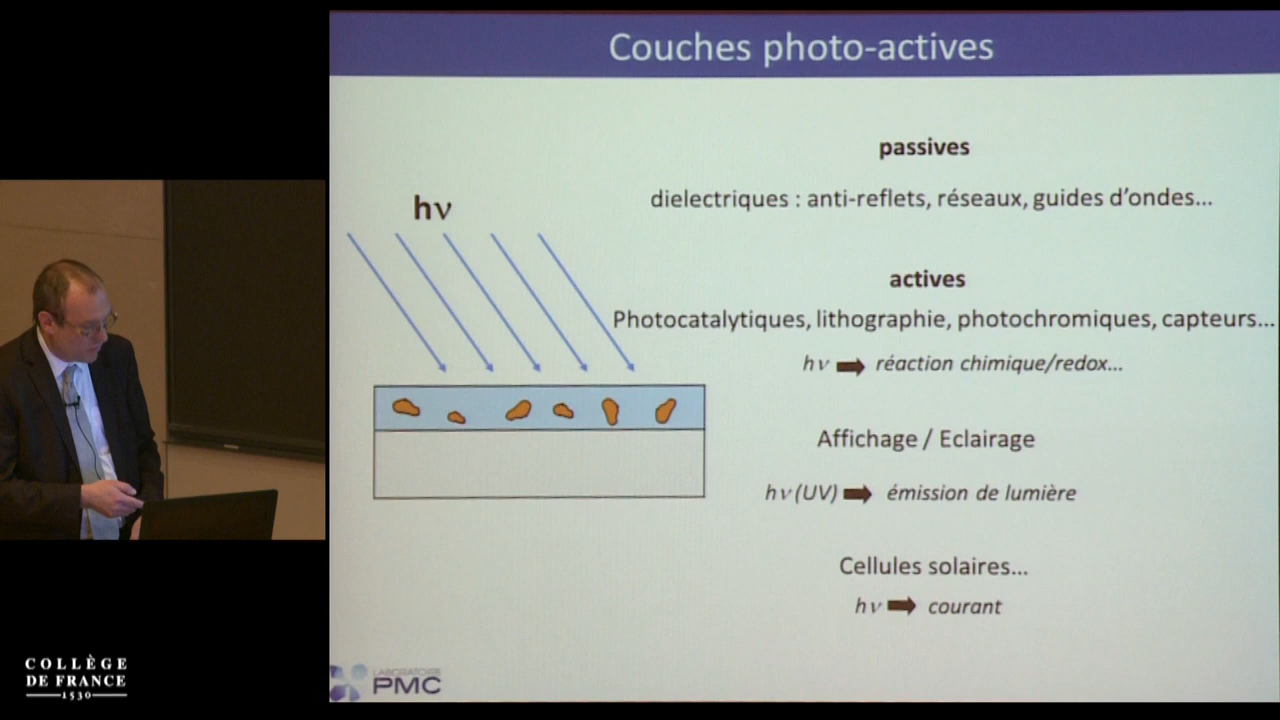 Couches photo-actives
passives
dielectriques : anti-reflets, réseaux, guides d'ondes...
hν
actives
Photocatalytiques, lithographie, photochromiques, capteurs...
hν réaction chimique/redox...
Affichage / Eclairage
hν (UV) émission de lumière
Cellules solaires...
hν courant
COLLÈGE
DE FRANCE
1530
LABORATOIRE
PMC